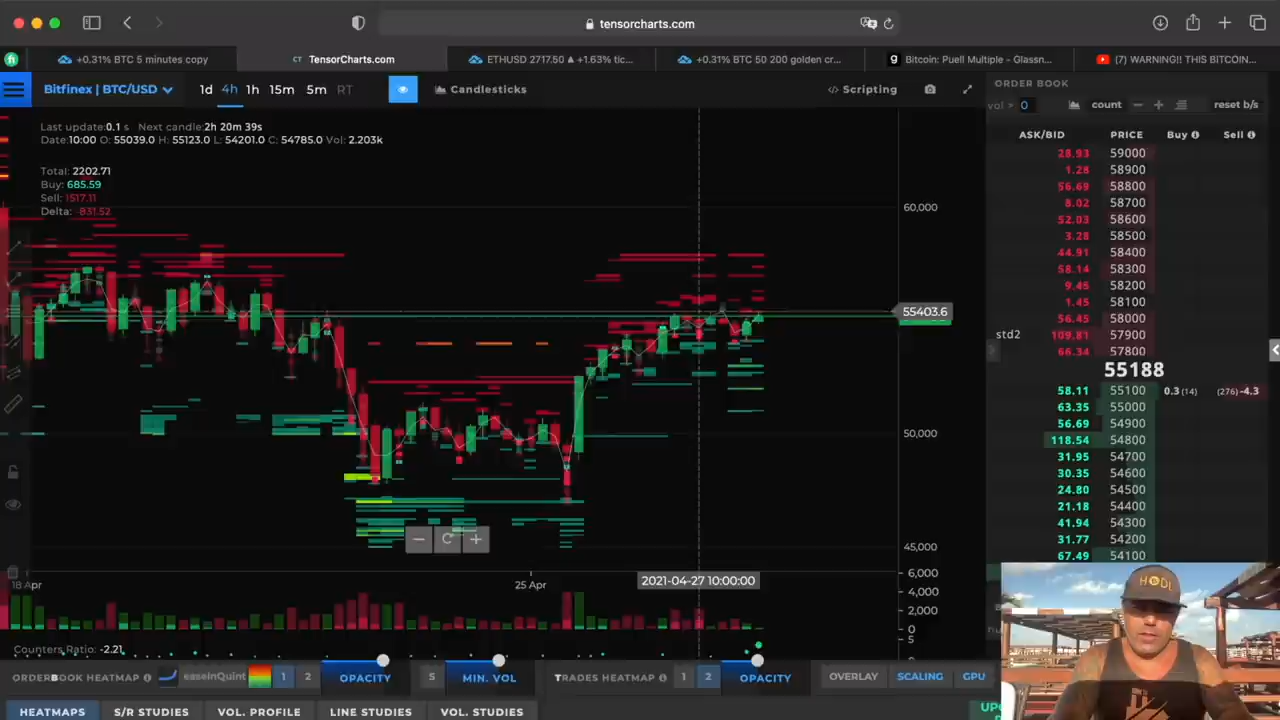 tensorcharts.com
+0.31% BTC 5 minutes copy
CT TensorCharts.com
ETHUSD 2717.50 ▲ +1.63% tic...
+0.31% BTC 50 200 golden cr...
g Bitcoin: Puell Multiple - Glassn...
(7) WARNING!! THIS BITCOIN...
Bitfinex | BTC/USD
1d 4h 1h 15m 5m RT
Candlesticks
</> Scripting
ORDER BOOK
vol > 0
count
reset b/s
Last update:0.1 s Next candle:2h 20m 39s
Date:10:00 O: 55039.0 H: 55123.0 L: 54201.0 C: 54785.0 Vol: 2.203k
Total: 2202.71
Buy: 685.59
Sell: 1517.11
Delta: -831.52
ASK/BID PRICE Buy Sell
28.93 59000
1.28 58900
56.69 58800
8.02 58700
52.03 58600
3.28 58500
44.91 58400
58.14 58300
9.45 58200
1.45 58100
56.45 58000
std2 109.81 57900
66.34 57800
55188
58.11 55100 0.3 (14) (276) -4.3
63.35 55000
56.69 54900
118.54 54800
31.95 54700
30.35 54600
24.80 54500
21.18 54400
41.94 54300
31.77 54200
67.49 54100
60,000
55403.6
50,000
45,000
6,000
4,000
2,000
0
5
18 Apr
25 Apr
2021-04-27 10:00:00
Counters Ratio: -2.21
HODL
ORDERBOOK HEATMAP
easeInQuint
1 2
OPACITY
5
MIN. VOL
TRADES HEATMAP
1 2
OPACITY
OVERLAY
SCALING
GPU
HEATMAPS
S/R STUDIES
VOL. PROFILE
LINE STUDIES
VOL. STUDIES